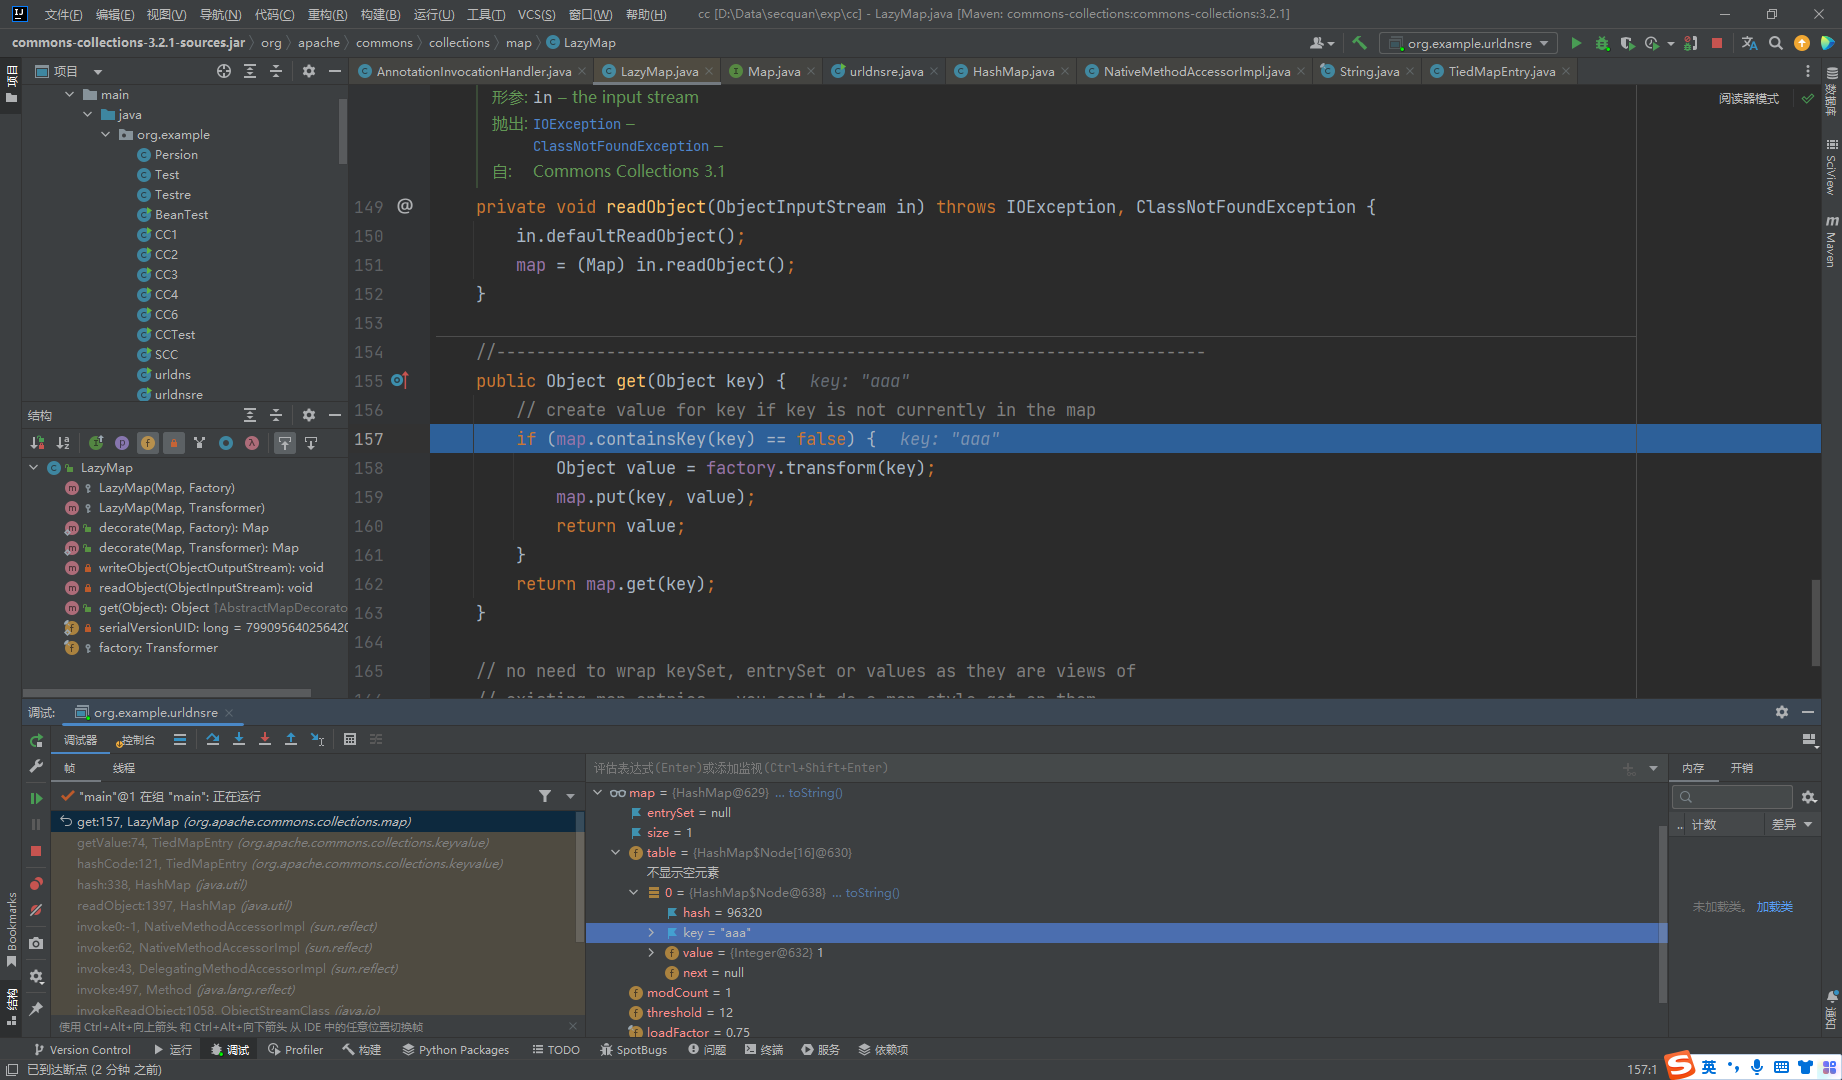 文件(F) 编辑(E) 视图(V) 导航(N) 代码(C) 重构(R) 构建(B) 运行(U) 工具(T) VCS(S) 窗口(W) 帮助(H) cc [D:\Data\secquan\exp\cc] - LazyMap.java [Maven: commons-collections:commons-collections:3.2.1]
commons-collections-3.2.1-sources.jar org apache commons collections map LazyMap org.example.urldnsre
项目 AnnotationInvocationHandler.java LazyMap.java Map.java urldnsre.java HashMap.java NativeMethodAccessorImpl.java String.java TiedMapEntry.java
项目
main
java
org.example
Persion
Test
Testre
BeanTest
CC1
CC2
CC3
CC4
CC6
CCTest
SCC
urldns
urldnsre
结构
LazyMap
LazyMap(Map, Factory)
LazyMap(Map, Transformer)
decorate(Map, Factory): Map
decorate(Map, Transformer): Map
writeObject(ObjectOutputStream): void
readObject(ObjectInputStream): void
get(Object): Object ↑AbstractMapDecorato
serialVersionUID: long = 79909564025642
factory: Transformer
阅读器模式
形参: in – the input stream
抛出: IOException –
ClassNotFoundException –
自: Commons Collections 3.1
149 @ private void readObject(ObjectInputStream in) throws IOException, ClassNotFoundException {
150 in.defaultReadObject();
151 map = (Map) in.readObject();
152 }
153
154 //-----------------------------------------------------------------------
155 public Object get(Object key) { key: "aaa"
156 // create value for key if key is not currently in the map
157 if (map.containsKey(key) == false) { key: "aaa"
158 Object value = factory.transform(key);
159 map.put(key, value);
160 return value;
161 }
162 return map.get(key);
163 }
164
165 // no need to wrap keySet, entrySet or values as they are views of
数据库
SciView
Maven
通知
调试: org.example.urldnsre
调试器 控制台
帧 线程
"main"@1 在组 "main": 正在运行
get:157, LazyMap (org.apache.commons.collections.map)
getValue:74, TiedMapEntry (org.apache.commons.collections.keyvalue)
hashCode:121, TiedMapEntry (org.apache.commons.collections.keyvalue)
hash:338, HashMap (java.util)
readObject:1397, HashMap (java.util)
invoke0:-1, NativeMethodAccessorImpl (sun.reflect)
invoke:62, NativeMethodAccessorImpl (sun.reflect)
invoke:43, DelegatingMethodAccessorImpl (sun.reflect)
invoke:497, Method (java.lang.reflect)
invokeReadObject:1058, ObjectStreamClass (java.io)
使用 Ctrl+Alt+向上箭头 和 Ctrl+Alt+向下箭头 从 IDE 中的任意位置切换帧
评估表达式(Enter)或添加监视(Ctrl+Shift+Enter)
map = {HashMap@629} ... toString()
entrySet = null
size = 1
table = {HashMap$Node[16]@630}
不显示空元素
0 = {HashMap$Node@638} ... toString()
hash = 96320
key = "aaa"
value = {Integer@632} 1
next = null
modCount = 1
threshold = 12
loadFactor = 0.75
内存 开销
.. 计数 差异
未加载类。 加载类
Bookmarks
结构
Version Control 运行 调试 Profiler 构建 Python Packages TODO SpotBugs 问题 终端 服务 依赖项
已到达断点 (2 分钟 之前) 157:1 英